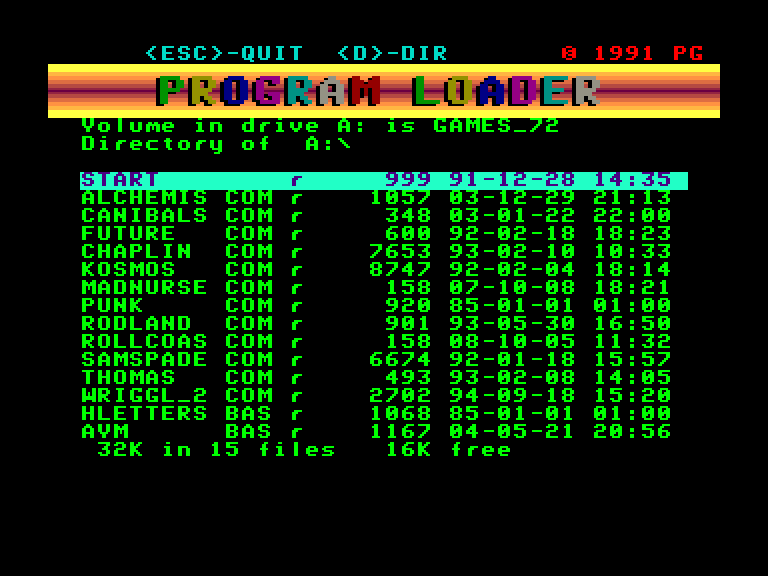 <ESC>-QUIT <D>-DIR © 1991 PG
PROGRAM LOADER
Volume in drive A: is GAMES_72
Directory of A:\
START r 999 91-12-28 14:35
ALCHEMIS COM r 1057 03-12-29 21:13
CANIBALS COM r 348 03-01-22 22:00
FUTURE COM r 600 92-02-18 18:23
CHAPLIN COM r 7653 93-02-10 10:33
KOSMOS COM r 8747 92-02-04 18:14
MADNURSE COM r 158 07-10-08 18:21
PUNK COM r 920 85-01-01 01:00
RODLAND COM r 901 93-05-30 16:50
ROLLCOAS COM r 158 08-10-05 11:32
SAMSPADE COM r 6674 92-01-18 15:57
THOMAS COM r 493 93-02-08 14:05
WRIGGL_2 COM r 2702 94-09-18 15:20
HLETTERS BAS r 1068 85-01-01 01:00
AYM BAS r 1167 04-05-21 20:56
32K in 15 files 16K free